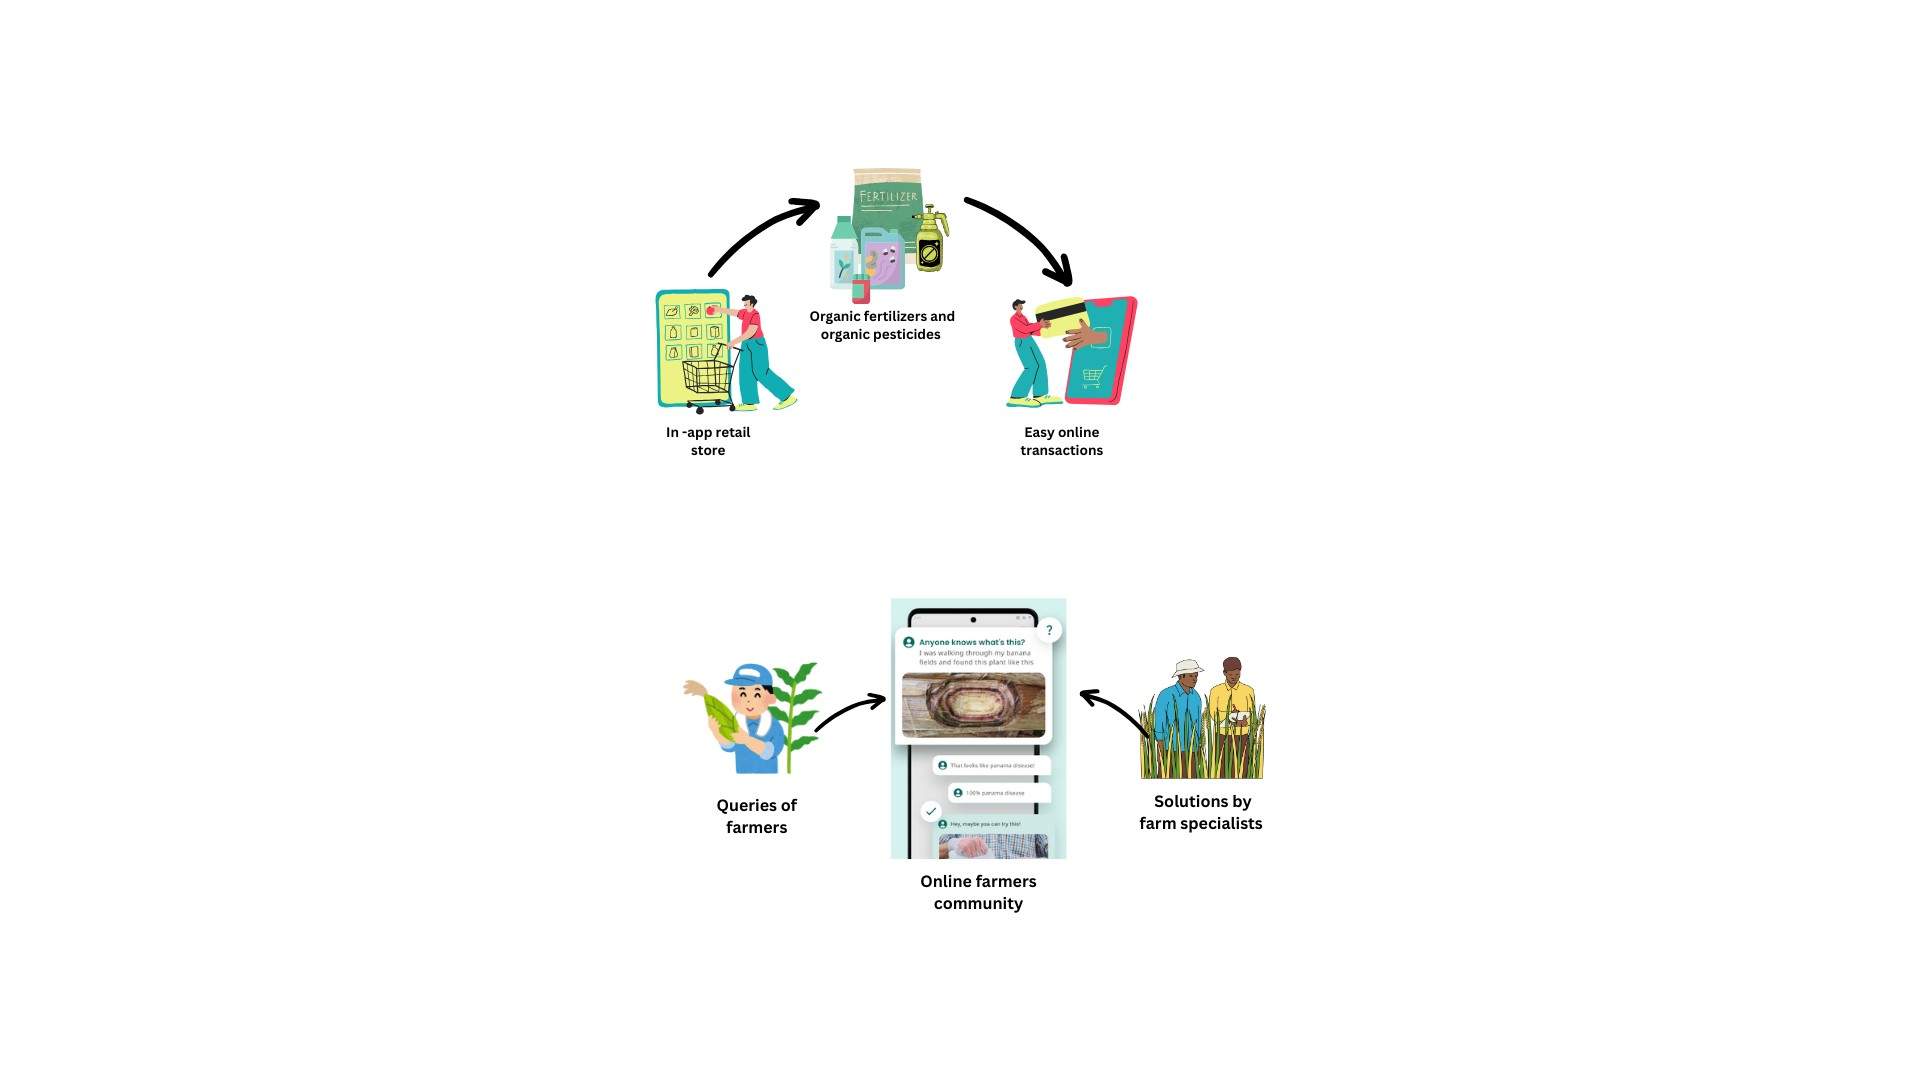 FERTILIZER
Organic fertilizers and
organic pesticides
In -app retail
store
Easy online
transactions
?
Anyone knows what's this?
I was walking through my banana
fields and found this plant like this
That looks like panama disease!
100% panama disease
Hey, maybe you can try this!
Queries of
farmers
Solutions by
farm specialists
Online farmers
community